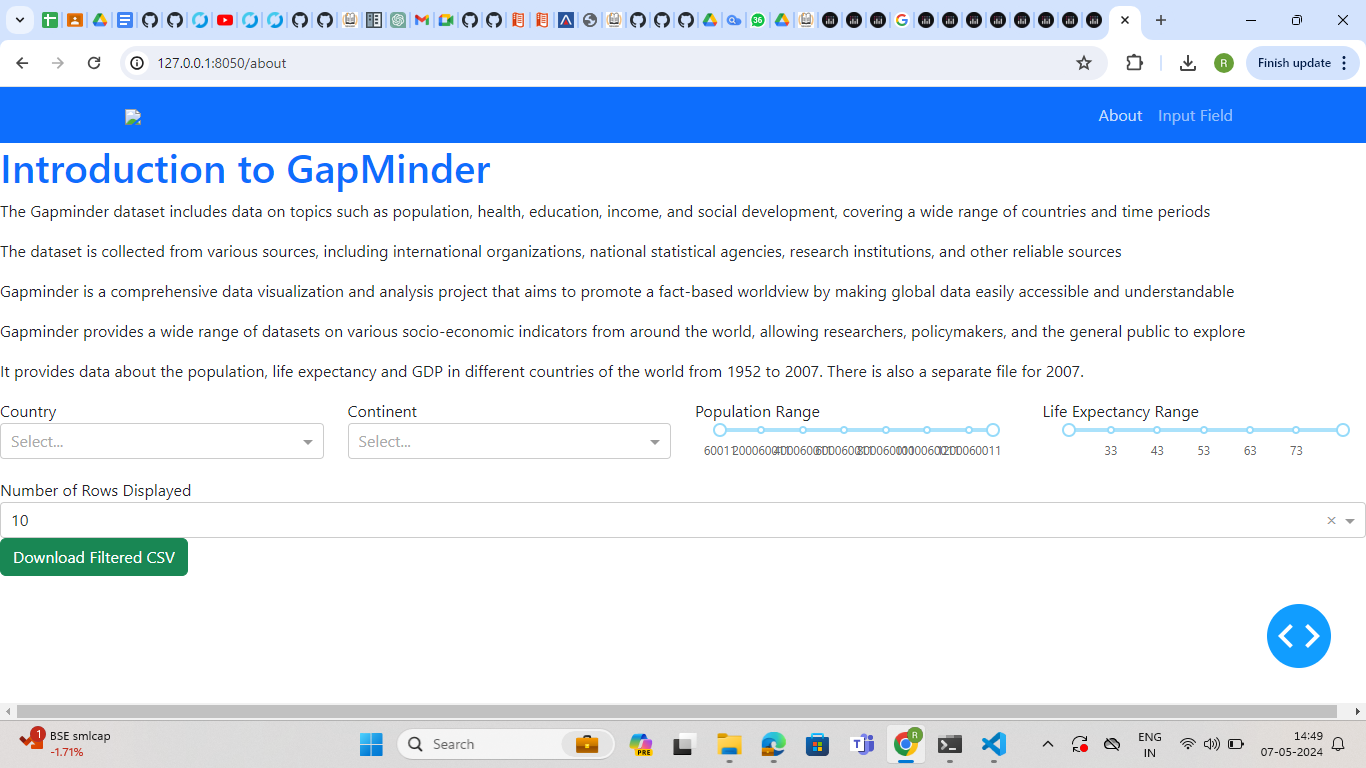 127.0.0.1:8050/about
Finish update
R
36
About Input Field
Introduction to GapMinder
The Gapminder dataset includes data on topics such as population, health, education, income, and social development, covering a wide range of countries and time periods
The dataset is collected from various sources, including international organizations, national statistical agencies, research institutions, and other reliable sources
Gapminder is a comprehensive data visualization and analysis project that aims to promote a fact-based worldview by making global data easily accessible and understandable
Gapminder provides a wide range of datasets on various socio-economic indicators from around the world, allowing researchers, policymakers, and the general public to explore
It provides data about the population, life expectancy and GDP in different countries of the world from 1952 to 2007. There is also a separate file for 2007.
Country Continent Population Range Life Expectancy Range
Select... Select...
60011 33 43 53 63 73
Number of Rows Displayed
10
Download Filtered CSV
1 BSE smlcap
-1.71%
Search
PRE
R
ENG
IN
14:49
07-05-2024